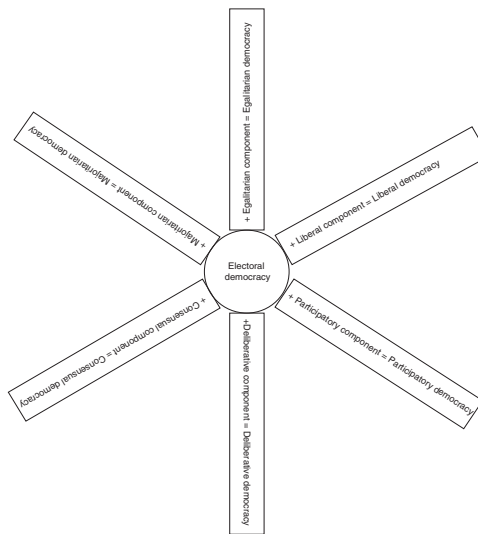 + Egalitarian component = Egalitarian democracy
+ Majoritarian component = Majoritarian democracy
+ Liberal component = Liberal democracy
Electoral
democracy
+ Consensual component = Consensual democracy
+ Participatory component = Participatory democracy
+Deliberative component = Deliberative democracy